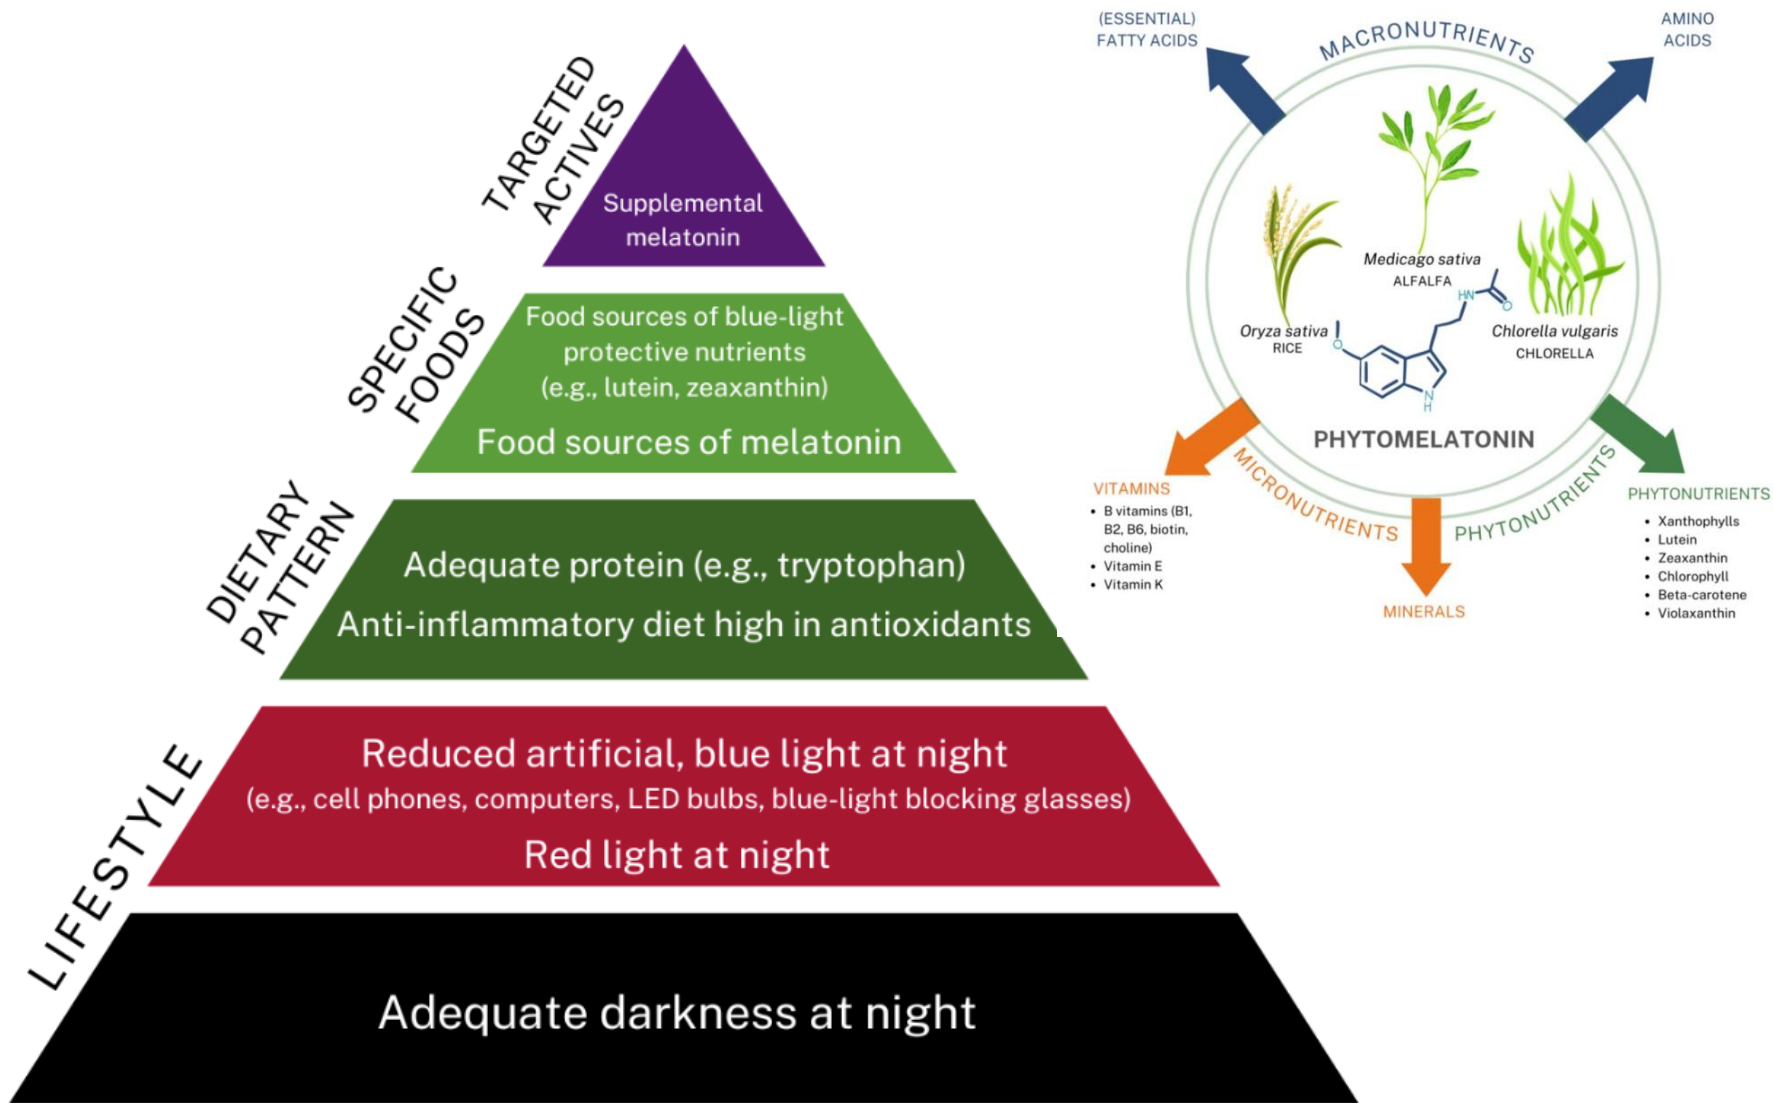 TARGETED
ACTIVES
Supplemental
melatonin
SPECIFIC
FOODS
Food sources of blue-light
protective nutrients
(e.g., lutein, zeaxanthin)
Food sources of melatonin
DIETARY
PATTERN
Adequate protein (e.g., tryptophan)
Anti-inflammatory diet high in antioxidants
LIFESTYLE
Reduced artificial, blue light at night
(e.g., cell phones, computers, LED bulbs, blue-light blocking glasses)
Red light at night
Adequate darkness at night
(ESSENTIAL)
FATTY ACIDS
MACRONUTRIENTS
AMINO
ACIDS
Medicago sativa
ALFALFA
Oryza sativa
RICE
Chlorella vulgaris
CHLORELLA
HN
O
O
N
H
PHYTOMELATONIN
MICRONUTRIENTS
PHYTONUTRIENTS
VITAMINS
• B vitamins (B1,
B2, B6, biotin,
choline)
• Vitamin E
• Vitamin K
MINERALS
PHYTONUTRIENTS
• Xanthophylls
• Lutein
• Zeaxanthin
• Chlorophyll
• Beta-carotene
• Violaxanthin